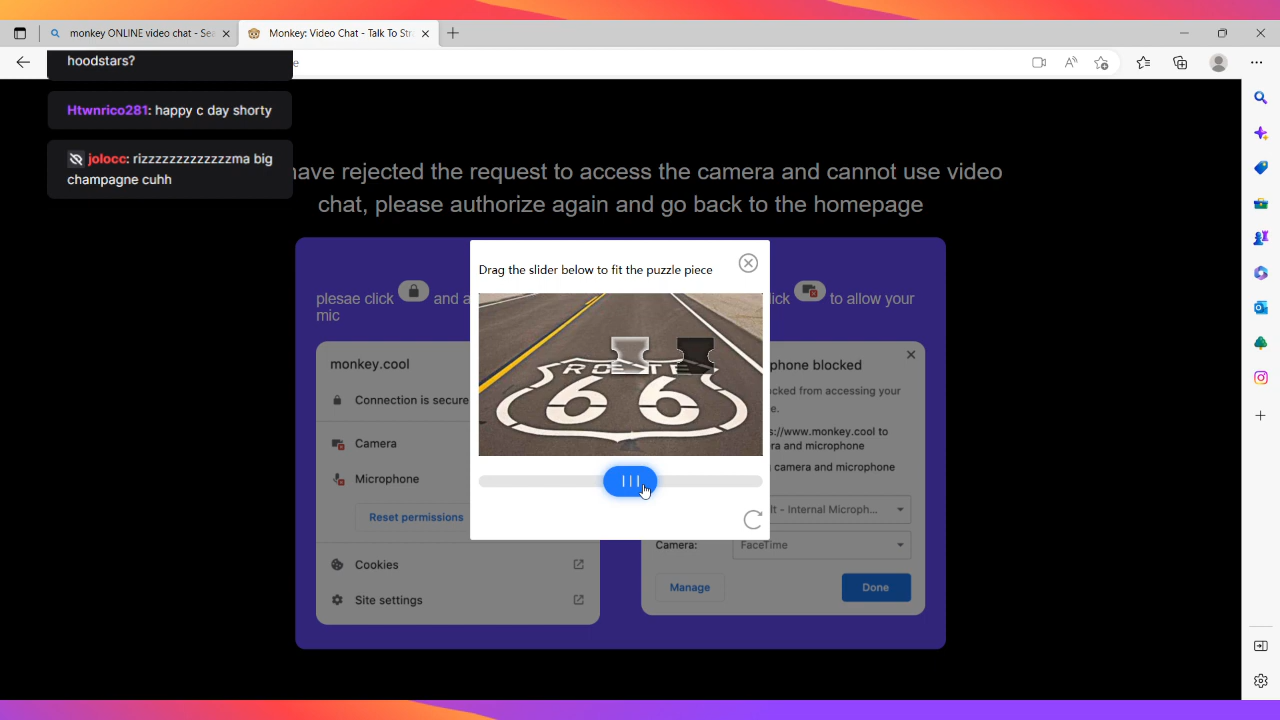 monkey ONLINE video chat - Se
Monkey: Video Chat - Talk To Str
hoodstars?
Htwnrico281: happy c day shorty
jolocc: rizzzzzzzzzzzzzma big
champagne cuhh
have rejected the request to access the camera and cannot use video
chat, please authorize again and go back to the homepage
Drag the slider below to fit the puzzle piece
plesae click and a
mic
lick to allow your
ROUTE
66
monkey.cool
Connection is secure
Camera
Microphone
Reset permissions
Cookies
Site settings
phone blocked
cked from accessing your
e.
s://www.monkey.cool to
ra and microphone
camera and microphone
lt - Internal Microph...
Camera: FaceTime
Manage Done